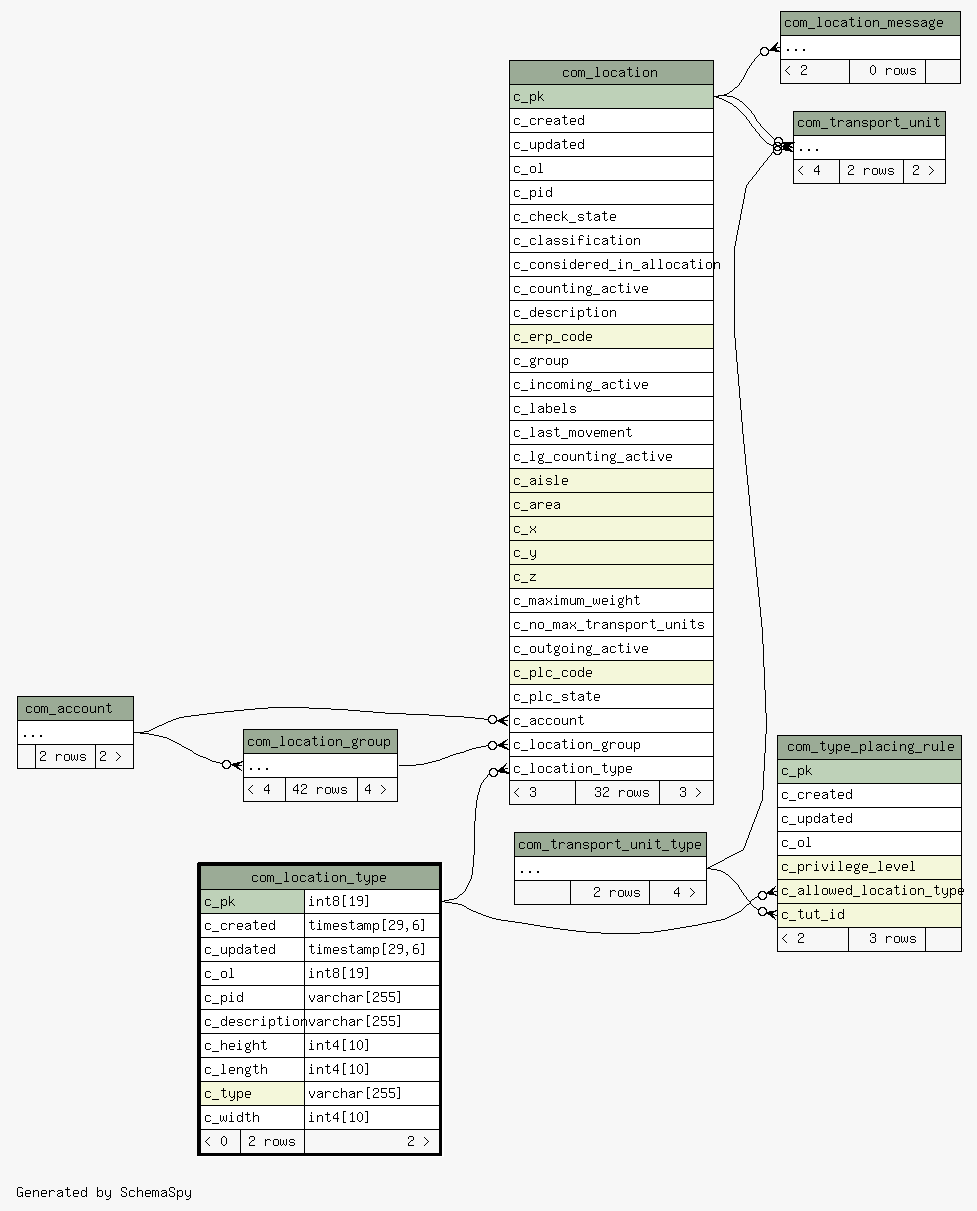 com_location_message
...
< 2 0 rows
com_location
c_pk
c_created
c_updated
c_ol
c_pid
c_check_state
c_classification
c_considered_in_allocation
c_counting_active
c_description
c_erp_code
c_group
c_incoming_active
c_labels
c_last_movement
c_lg_counting_active
c_aisle
c_area
c_x
c_y
c_z
c_maximum_weight
c_no_max_transport_units
c_outgoing_active
c_plc_code
c_plc_state
c_account
c_location_group
c_location_type
< 3 32 rows 3 >
com_transport_unit
...
< 4 2 rows 2 >
com_account
...
2 rows 2 >
com_location_group
...
< 4 42 rows 4 >
com_type_placing_rule
c_pk
c_created
c_updated
c_ol
c_privilege_level
c_allowed_location_type
c_tut_id
< 2 3 rows
com_transport_unit_type
...
2 rows 4 >
com_location_type
c_pk int8[19]
c_created timestamp[29,6]
c_updated timestamp[29,6]
c_ol int8[19]
c_pid varchar[255]
c_description varchar[255]
c_height int4[10]
c_length int4[10]
c_type varchar[255]
c_width int4[10]
< 0 2 rows 2 >
Generated by SchemaSpy